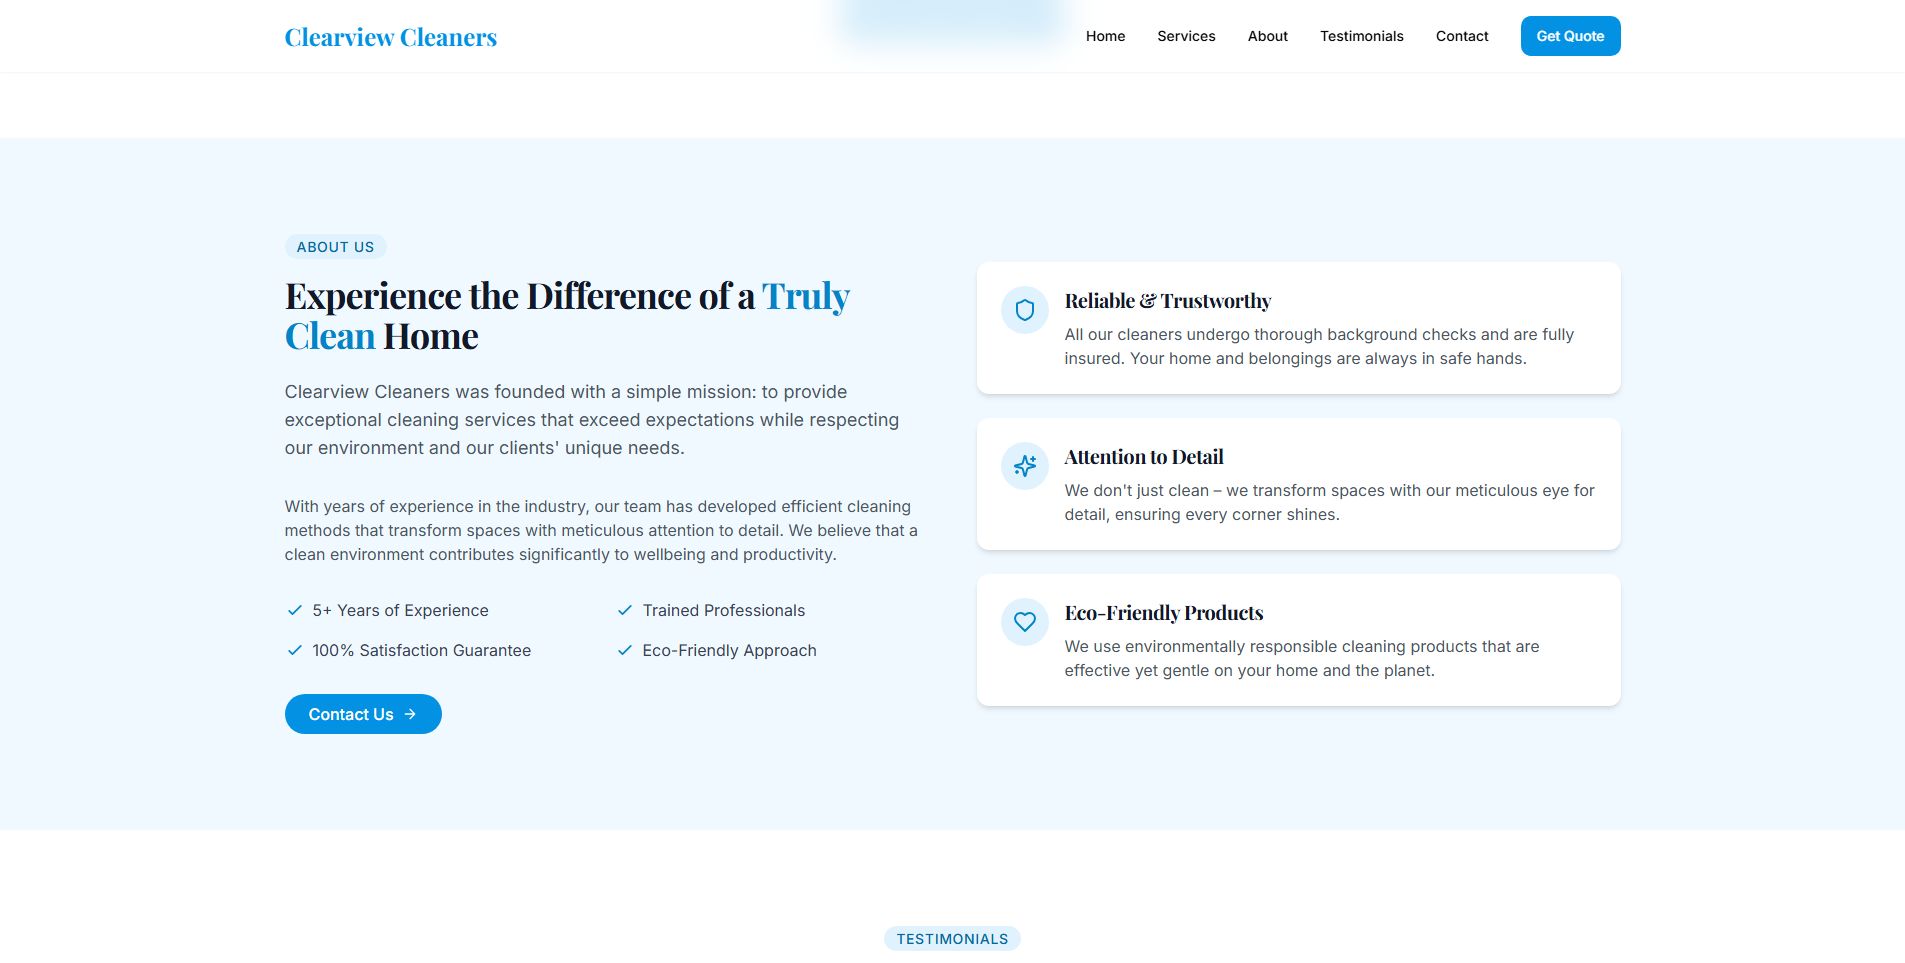 Clearview Cleaners
Home
Services
About
Testimonials
Contact
Get Quote
ABOUT US
Experience the Difference of a Truly
Clean Home
Clearview Cleaners was founded with a simple mission: to provide
exceptional cleaning services that exceed expectations while respecting
our environment and our clients' unique needs.
With years of experience in the industry, our team has developed efficient cleaning
methods that transform spaces with meticulous attention to detail. We believe that a
clean environment contributes significantly to wellbeing and productivity.
5+ Years of Experience
Trained Professionals
100% Satisfaction Guarantee
Eco-Friendly Approach
Contact Us
Reliable & Trustworthy
All our cleaners undergo thorough background checks and are fully
insured. Your home and belongings are always in safe hands.
Attention to Detail
We don't just clean – we transform spaces with our meticulous eye for
detail, ensuring every corner shines.
Eco-Friendly Products
We use environmentally responsible cleaning products that are
effective yet gentle on your home and the planet.
TESTIMONIALS